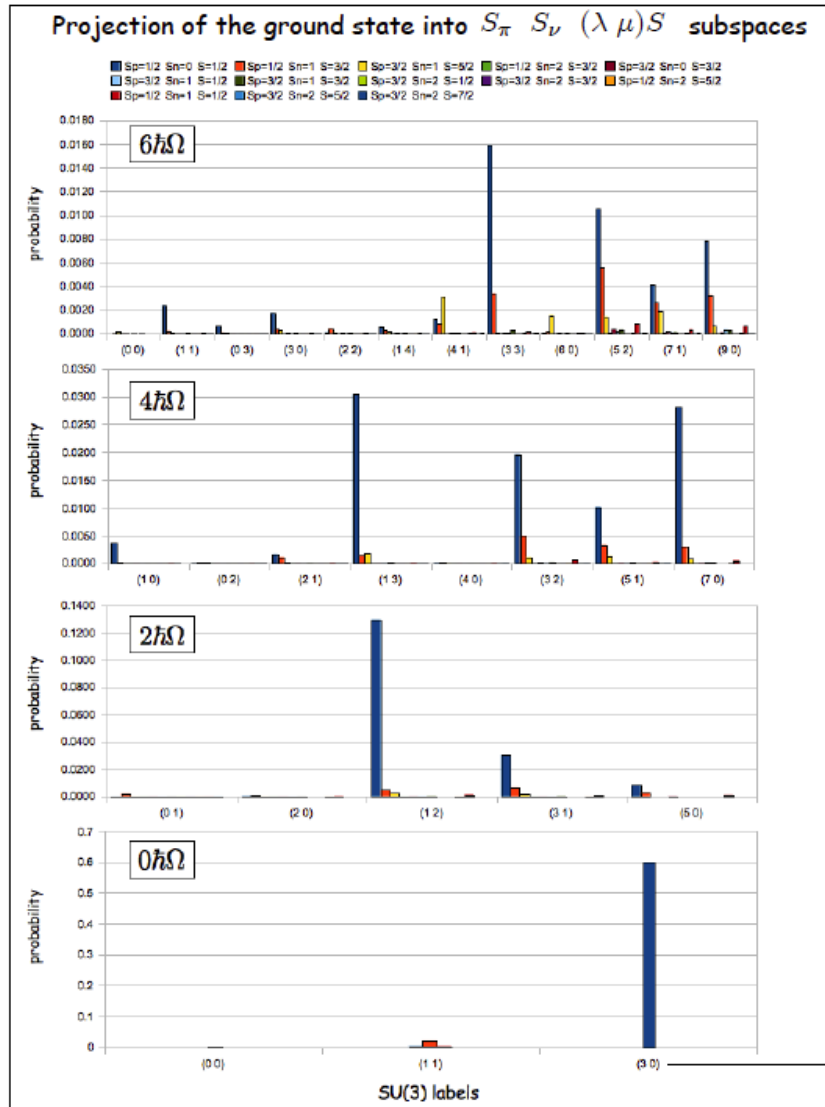 Projection of the ground state into Sπ Sν (λ μ)S subspaces
Sp=1/2 Sn=0 S=1/2 Sp=1/2 Sn=1 S=3/2 Sp=3/2 Sn=1 S=5/2 Sp=1/2 Sn=2 S=3/2 Sp=3/2 Sn=0 S=3/2
Sp=3/2 Sn=1 S=1/2 Sp=3/2 Sn=1 S=3/2 Sp=3/2 Sn=2 S=1/2 Sp=3/2 Sn=2 S=3/2 Sp=1/2 Sn=2 S=5/2
Sp=1/2 Sn=1 S=1/2 Sp=3/2 Sn=2 S=5/2 Sp=3/2 Sn=2 S=7/2
probability
6ℏΩ
0.0180
0.0160
0.0140
0.0120
0.0100
0.0080
0.0060
0.0040
0.0020
0.0000
(0 0) (1 1) (0 3) (3 0) (2 2) (1 4) (4 1) (3 3) (6 0) (5 2) (7 1) (9 0)
probability
4ℏΩ
0.0350
0.0300
0.0250
0.0200
0.0150
0.0100
0.0050
0.0000
(1 0) (0 2) (2 1) (1 3) (4 0) (3 2) (5 1) (7 0)
probability
2ℏΩ
0.1400
0.1200
0.1000
0.0800
0.0600
0.0400
0.0200
0.0000
(0 1) (2 0) (1 2) (3 1) (5 0)
probability
0ℏΩ
0.7
0.6
0.5
0.4
0.3
0.2
0.1
0
(0 0) (1 1) (3 0)
SU(3) labels